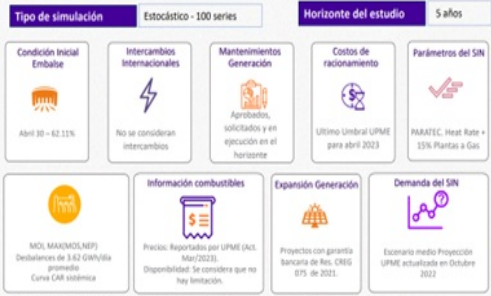 Tipo de simulación
Estocástico - 100 series
Horizonte del estudio
5 años
Condición Inicial
Embalse
Abril 30 – 62.11%
Intercambios
Internacionales
No se consideran
intercambios
Mantenimientos
Generación
Aprobados,
solicitados y en
ejecución en el
horizonte
Costos de
racionamiento
Ultimo Umbral UPME
para abril 2023
Parámetros del SIN
PARATEC. Heat Rate +
15% Plantas a Gas
MOI, MAX(MOS,NEP)
Desbalances de 3.62 GWh/día
promedio
Curva CAR sistémica
Información combustibles
Precios: Reportados por UPME (Act.
Mar/2023).
Disponibilidad: Se considera que no
hay limitación.
Expansión Generación
Proyectos con garantía
bancaria de Res. CREG
075 de 2021.
Demanda del SIN
Escenario medio Proyección
UPME actualizada en Octubre
2022